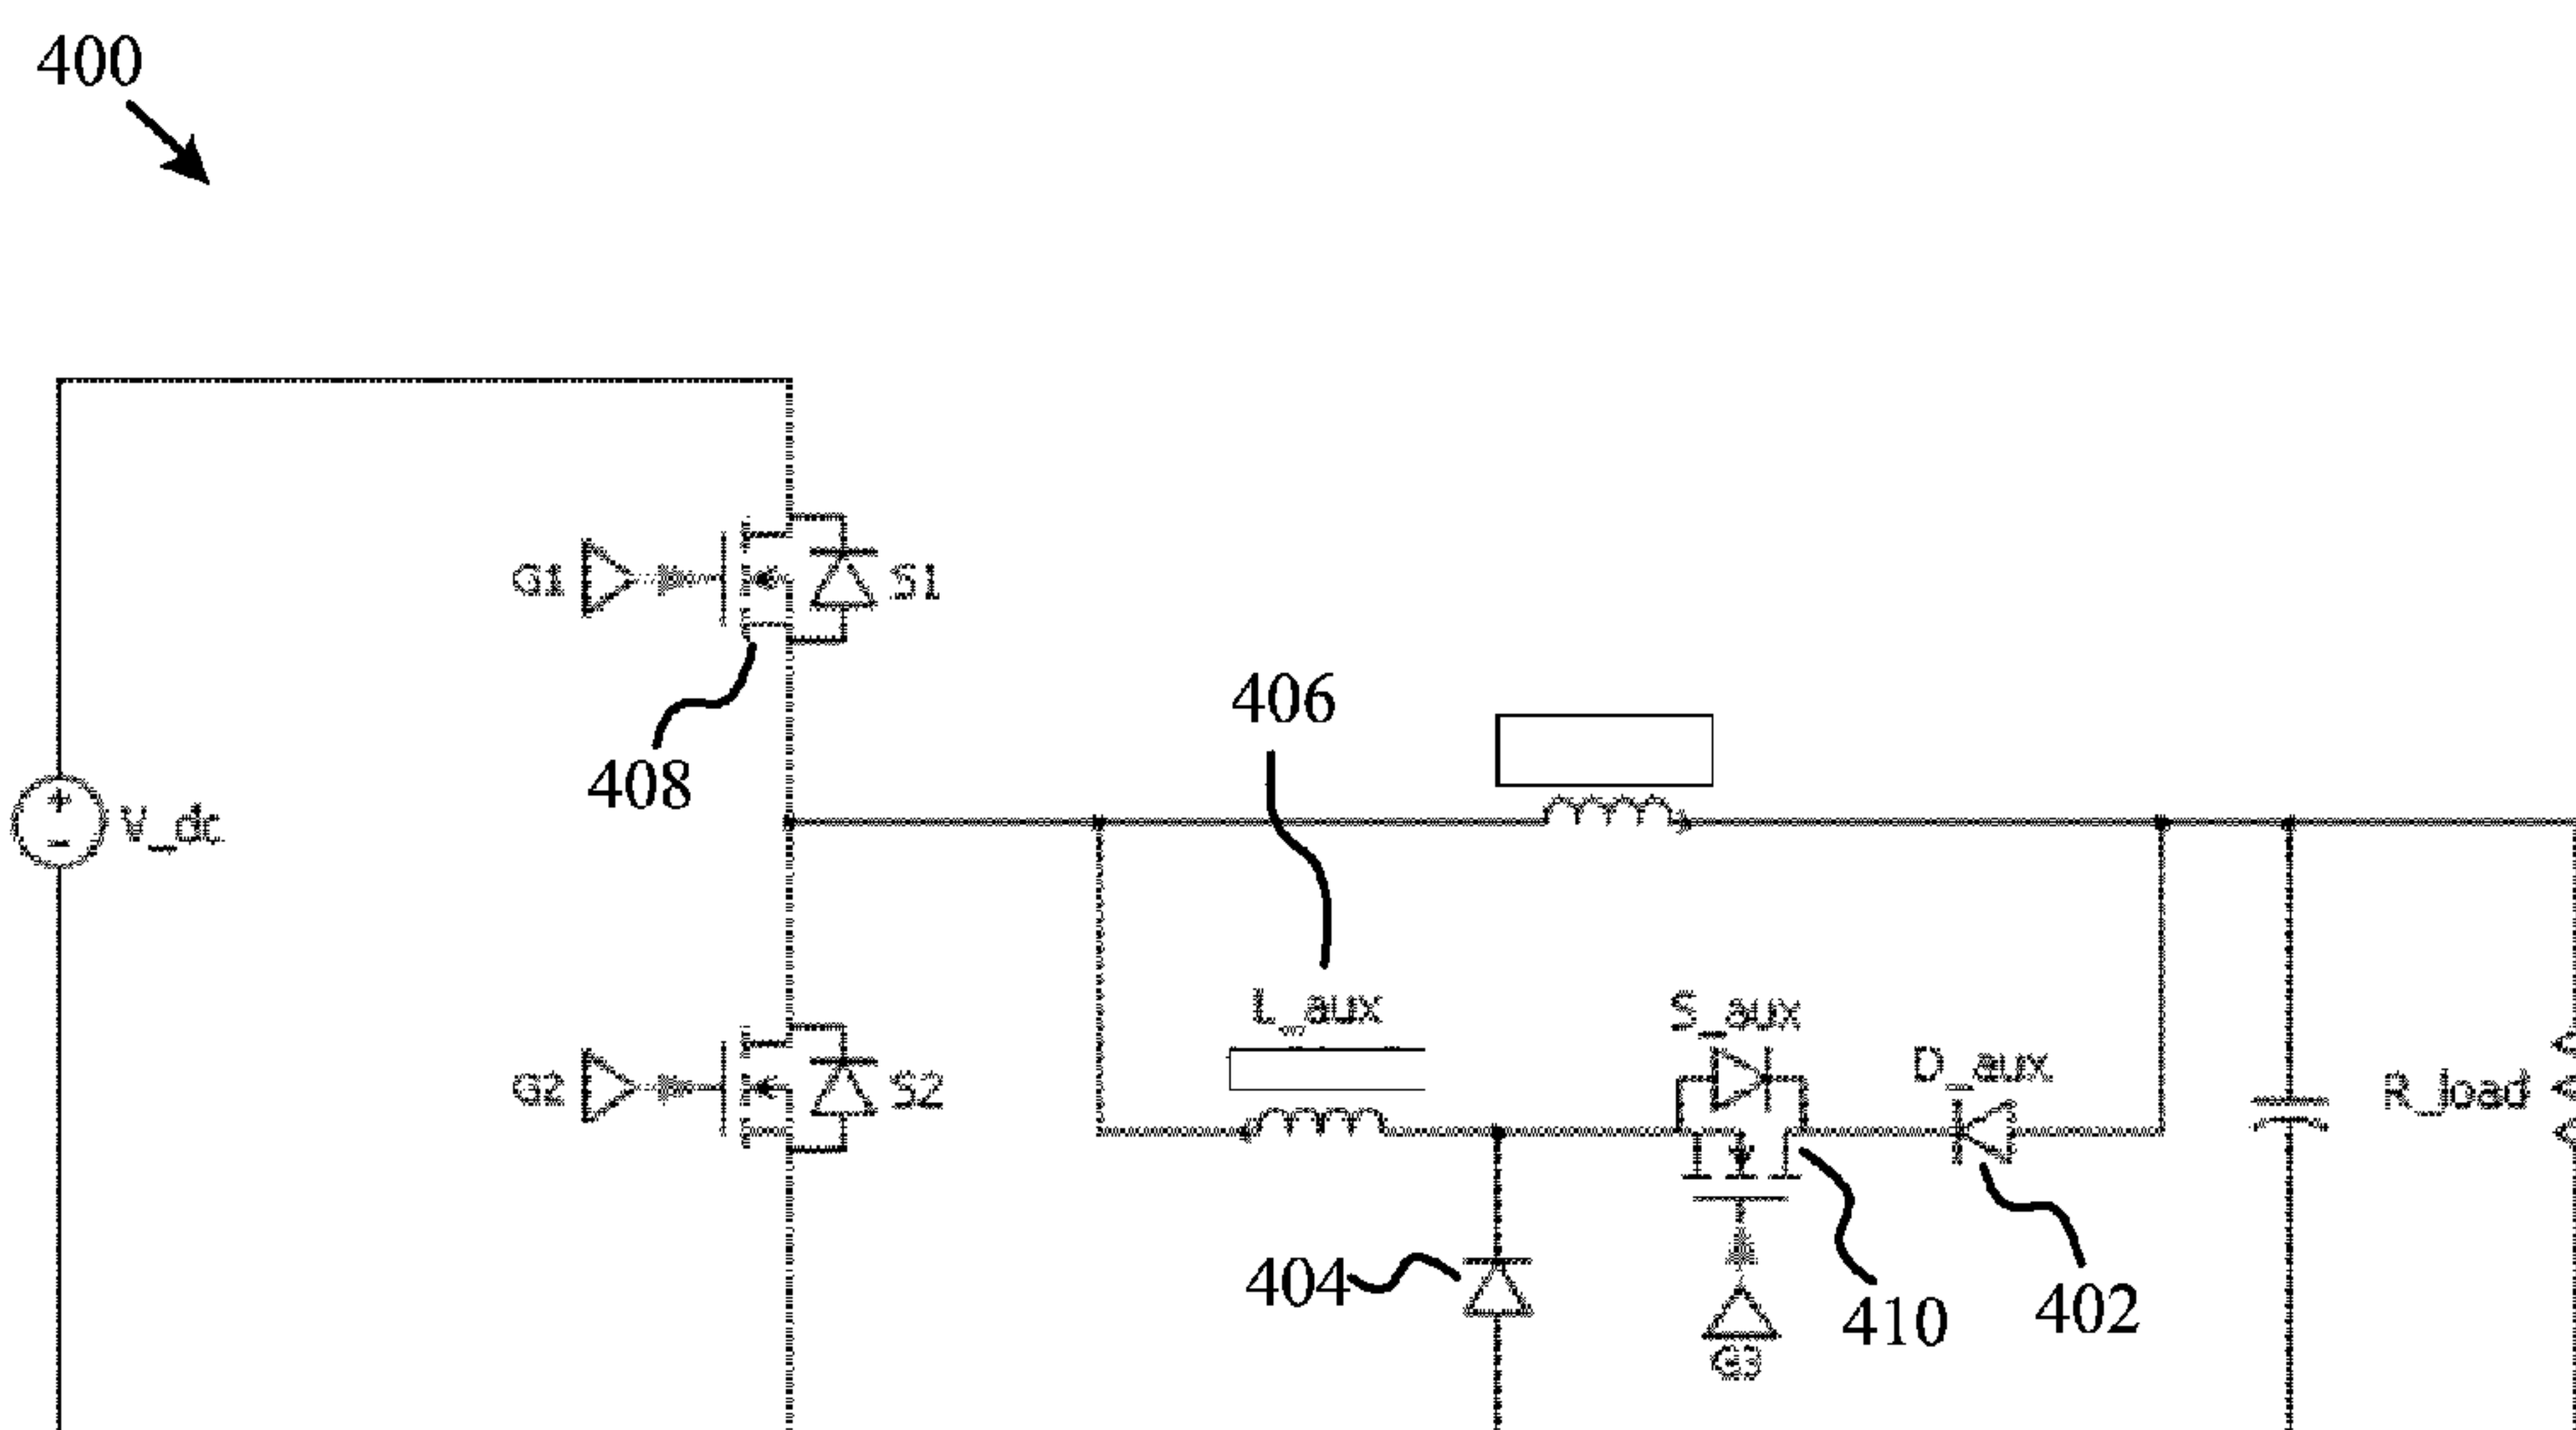 400
G1
S1
406
408
+
-
V_dc
L_aux
S_aux
D_aux
G2
S2
R_load
404
410
402
G3